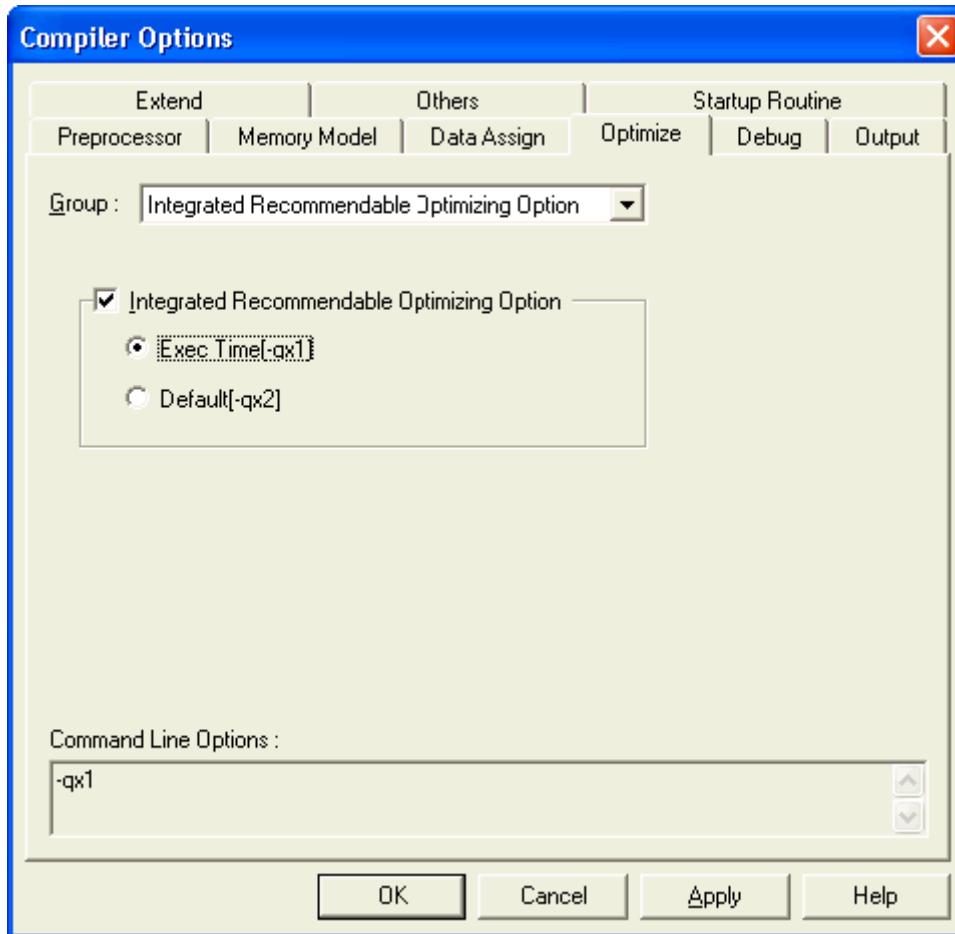 Compiler Options
Extend Others Startup Routine
Preprocessor Memory Model Data Assign Optimize Debug Output
Group : Integrated Recommendable Optimizing Option
Integrated Recommendable Optimizing Option
Exec Time[-qx1]
Default[-qx2]
Command Line Options :
-qx1
OK Cancel Apply Help